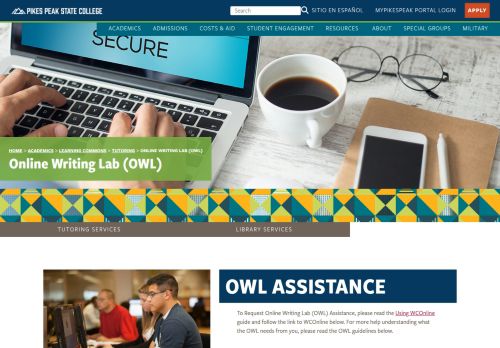 PIKES PEAK STATE COLLEGE
Search
SITIO EN ESPAÑOL
MYPIKESPEAK PORTAL LOGIN
APPLY
ACADEMICS ADMISSIONS COSTS & AID STUDENT ENGAGEMENT RESOURCES ABOUT SPECIAL GROUPS MILITARY
SECURE
HOME > ACADEMICS > LEARNING COMMONS > TUTORING > ONLINE WRITING LAB (OWL)
Online Writing Lab (OWL)
TUTORING SERVICES
LIBRARY SERVICES
OWL ASSISTANCE
To Request Online Writing Lab (OWL) Assistance, please read the Using WCOnline
guide and follow the link to WCOnline below. For more help understanding what
the OWL needs from you, please read the OWL guidelines below.